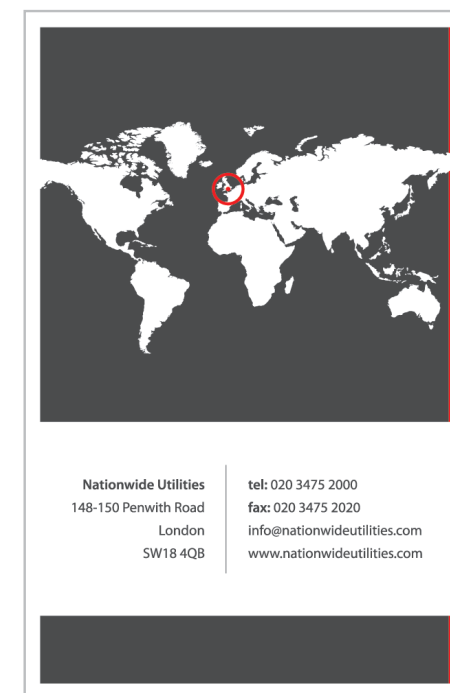 Nationwide Utilities
148-150 Penwith Road
London
SW18 4QB
tel: 020 3475 2000
fax: 020 3475 2020
info@nationwideutilities.com
www.nationwideutilities.com